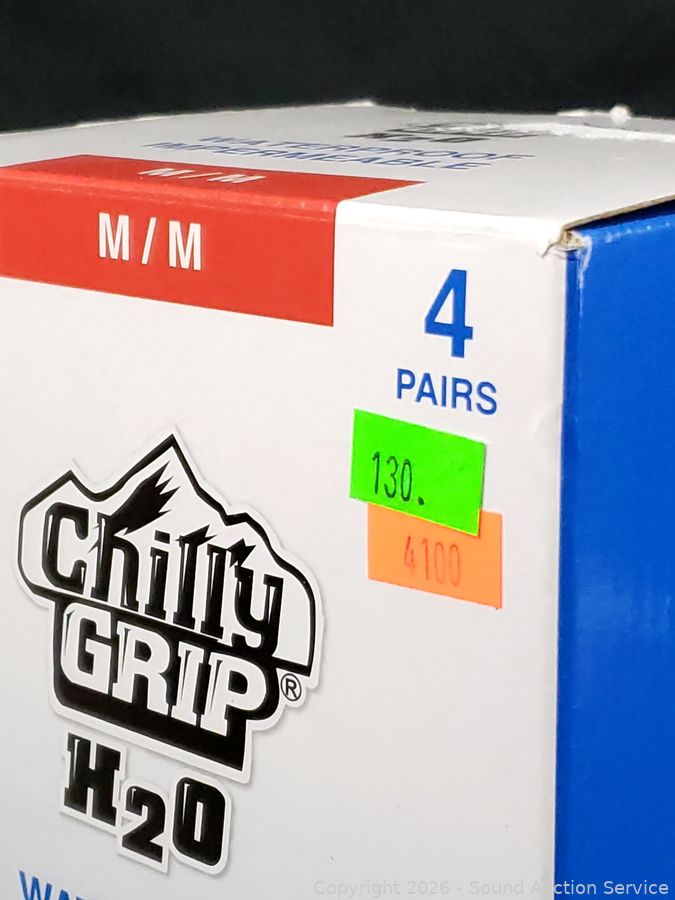 WATERPROOF
IMPERMEABLE
M / M
M / M
4
PAIRS
130.
4100
Chilly
GRIP®
H2O
Copyright 2026 - Sound Auction Service